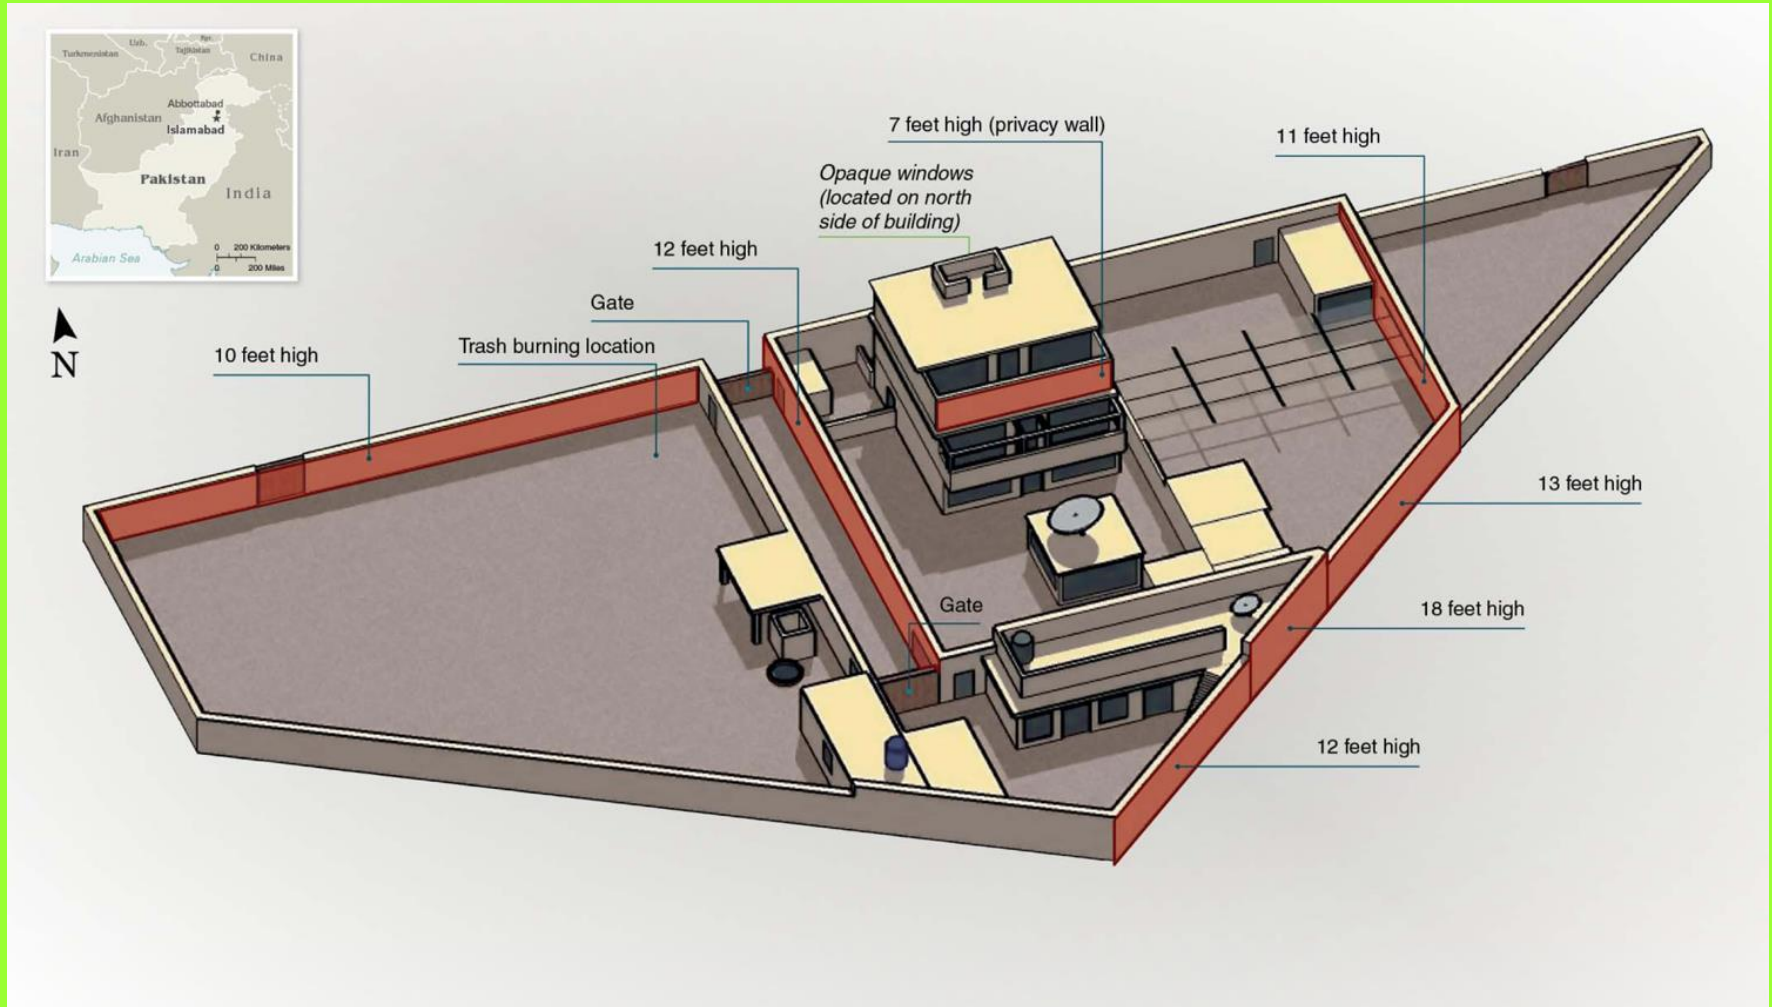 Uzb.
Turkmenistan
Tajikistan
China
Abbottabad
Afghanistan
Islamabad
Iran
Pakistan
India
0 200 Kilometers
0 200 Miles
Arabian Sea
N
7 feet high (privacy wall)
11 feet high
Opaque windows
(located on north
side of building)
12 feet high
Gate
Trash burning location
10 feet high
13 feet high
Gate
18 feet high
12 feet high